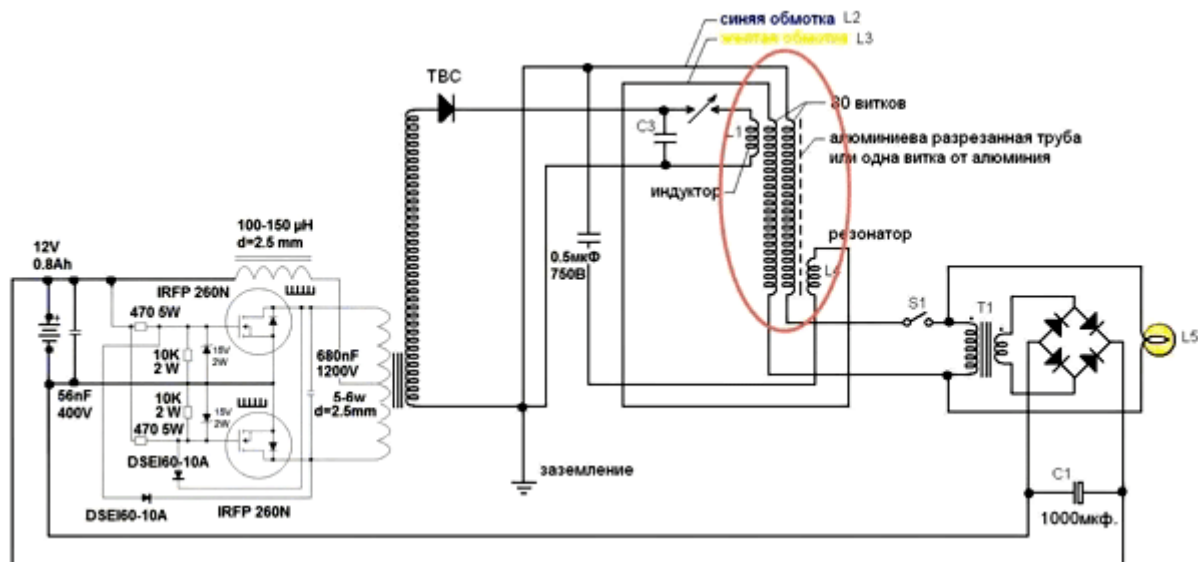 синяя обмотка L2
желтая обмотка L3
ТВС
80 витков
C3
L1
алюминиева разрезанная труба
или одна витка от алюминия
индуктор
100-150 µH
d=2.5 mm
резонатор
12V
0.8Ah
0.5мкФ
750В
L4
IRFP 260N
S1
T1
470 5W
L5
15V
2W
10K
2 W
680nF
1200V
56nF
400V
10K
2 W
15V
2W
5-6w
d=2.5mm
470 5W
DSEI60-10A
заземление
C1
DSEI60-10A
IRFP 260N
1000мкф.